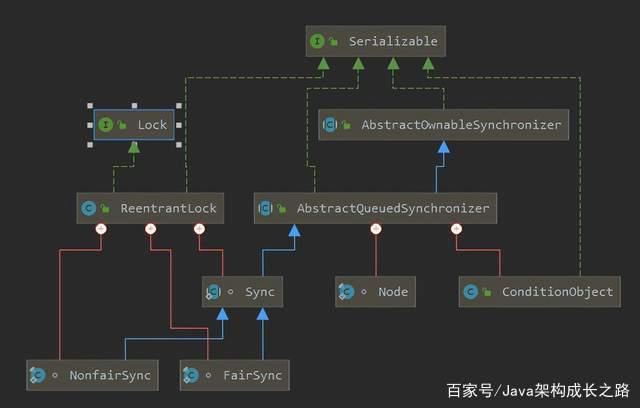 Serializable
Lock
AbstractOwnableSynchronizer
ReentrantLock
AbstractQueuedSynchronizer
Sync
Node
ConditionObject
NonfairSync
FairSync
百家号/Java架构成长之路